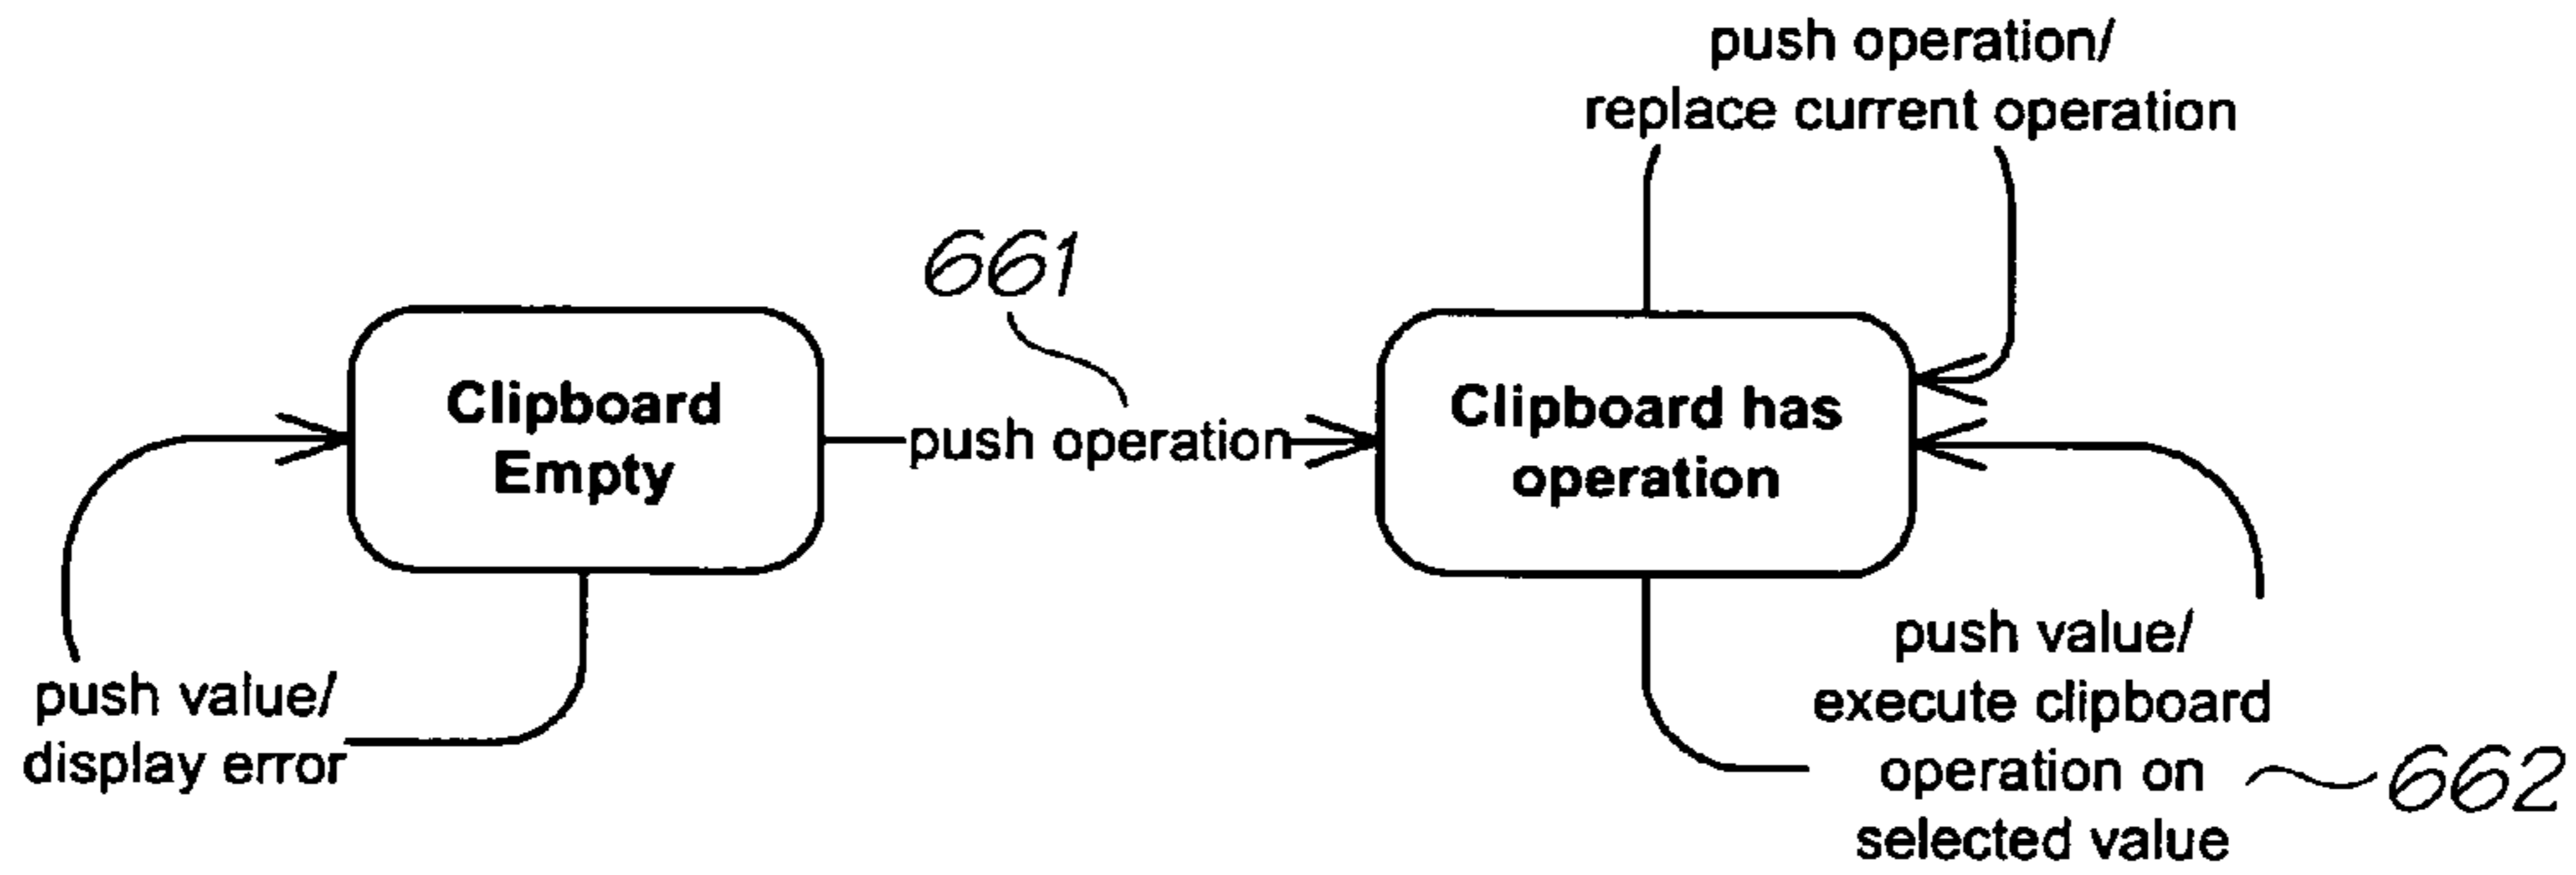 push operation/
replace current operation
661
Clipboard
Empty
push operation
Clipboard has
operation
push value/
display error
push value/
execute clipboard
operation on
selected value
662